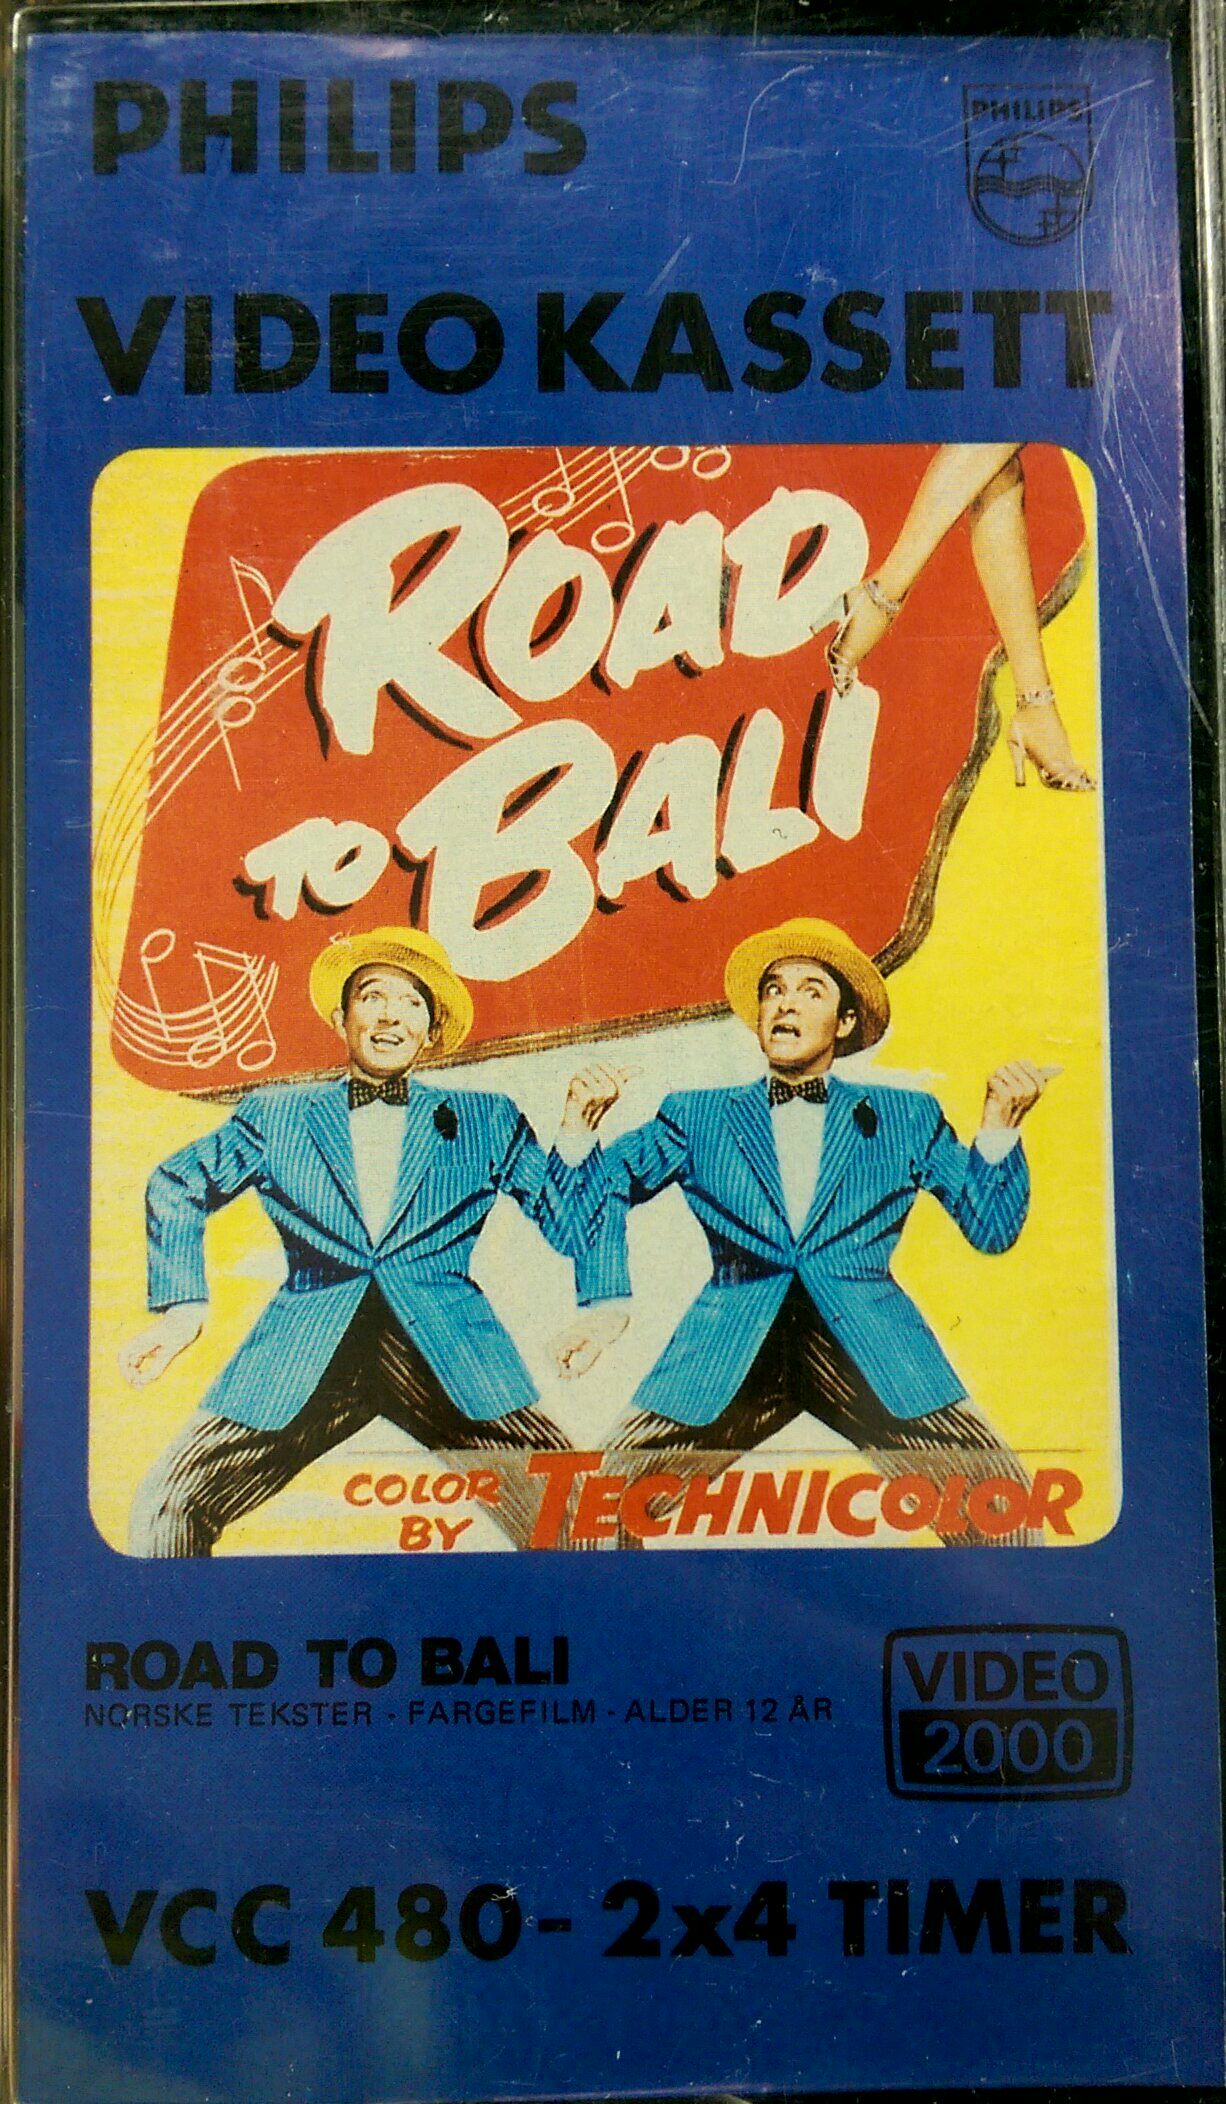 PHILIPS
PHILIPS
VIDEO KASSETT
ROAD
TO BALI
COLOR
BY TECHNICOLOR
ROAD TO BALI
NORSKE TEKSTER - FARGEFILM - ALDER 12 ÅR
VIDEO
2000
VCC 480 - 2x4 TIMER